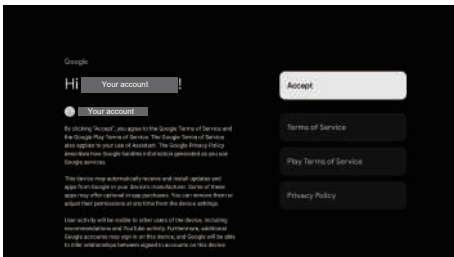 Google
Hi Your account !
Your account
By clicking "Accept", you agree to the Google Terms of Service and
the Google Play Terms of Service. The Google Terms of Service
also applies to your use of Assistant. The Google Privacy Policy
describes how Google handles information generated as you use
Google services.
This device may automatically receive and install updates and
apps from Google or your device's manufacturer. Some of these
apps may offer optional in-app purchases. You can remove them or
adjust their permissions at any time from the device settings.
User activity will be visible to other users of the device, including
recommendations and YouTube activity. Furthermore, additional
Google accounts may sign in on this device, and Google will be able
to infer relationships between signed in accounts on this device.
Accept
Terms of Service
Play Terms of Service
Privacy Policy